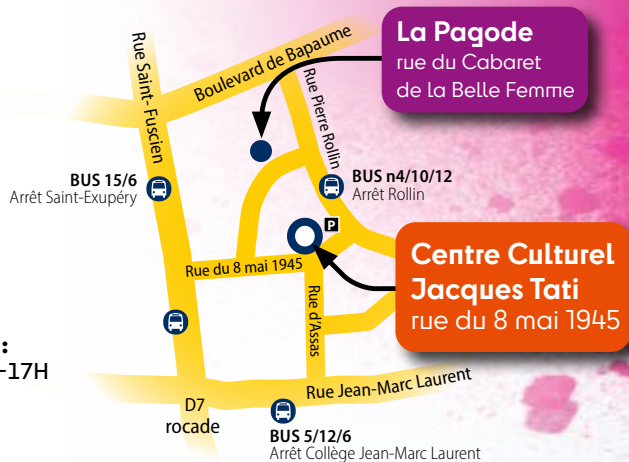 La Pagode
rue du Cabaret
de la Belle Femme
Boulevard de Bapaume
Rue Saint- Fuscien
Rue Pierre Rollin
BUS 15/6
Arrêt Saint-Exupéry
BUS n4/10/12
Arrêt Rollin
P
Centre Culturel
Jacques Tati
rue du 8 mai 1945
Rue du 8 mai 1945
Rue d'Assas
:
-17H
Rue Jean-Marc Laurent
D7
rocade
BUS 5/12/6
Arrêt Collège Jean-Marc Laurent